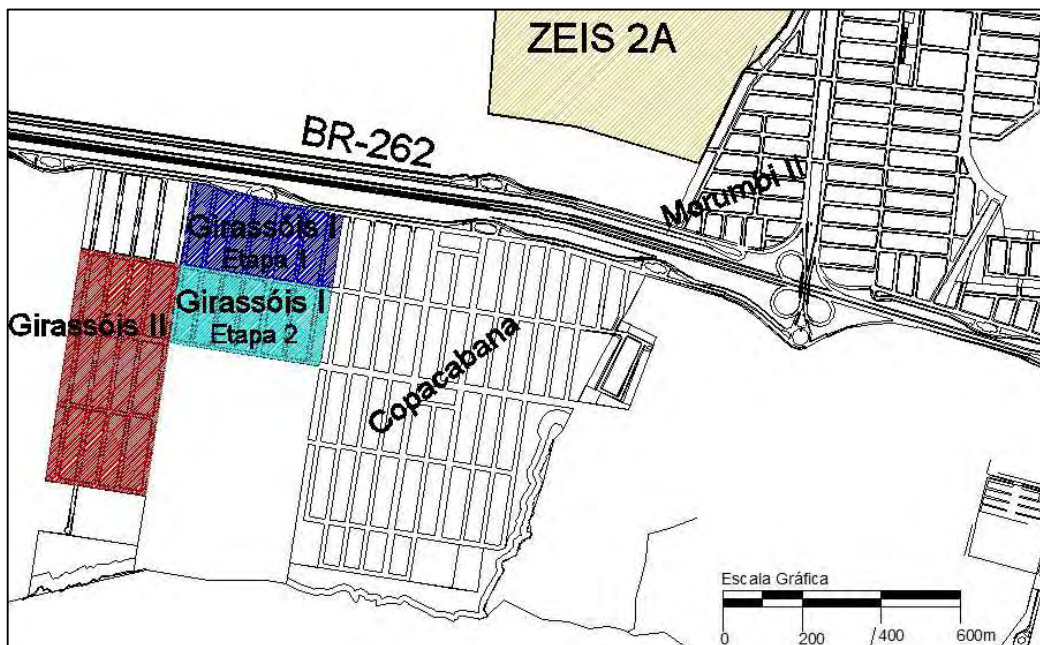 ZEIS 2A
BR-262
Morumbi II
Girassóis I
Etapa 1
Girassóis I
Etapa 2
Girassóis II
Copacabana
Escala Gráfica
0 200 400 600m